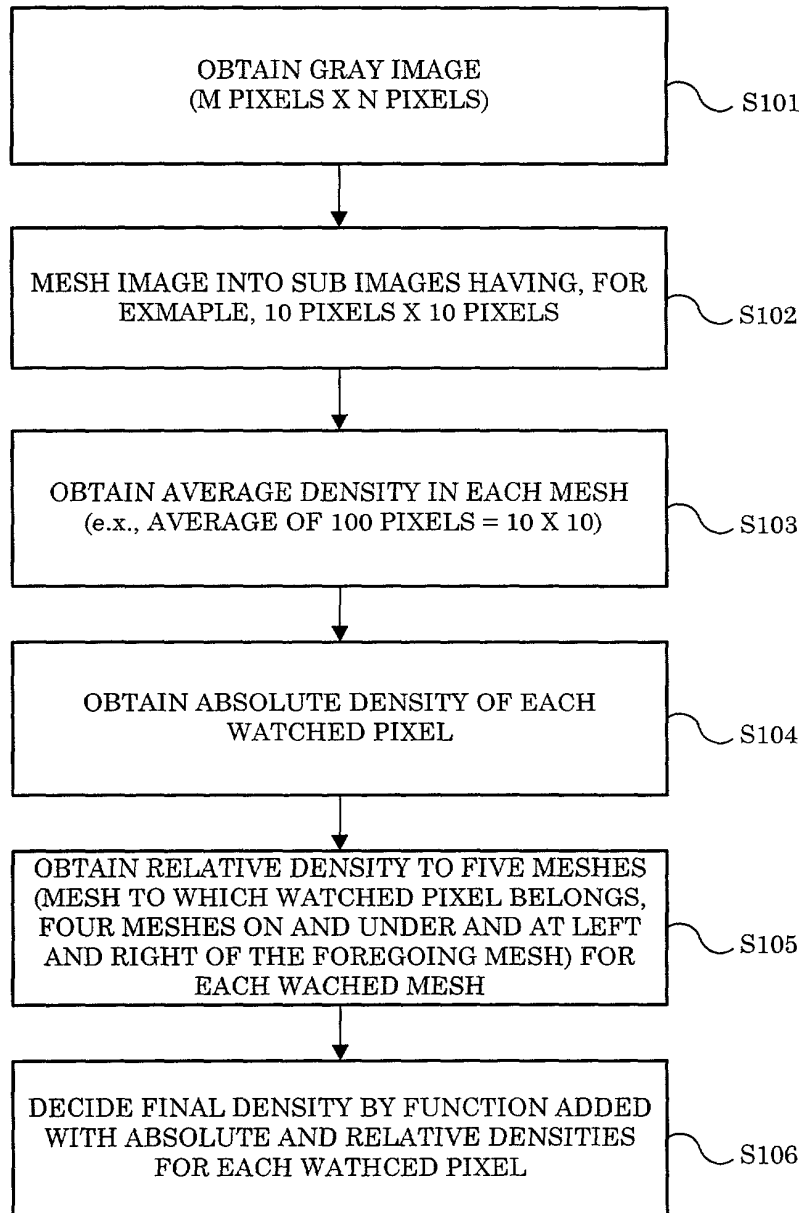 OBTAIN GRAY IMAGE
(M PIXELS X N PIXELS)
S101
MESH IMAGE INTO SUB IMAGES HAVING, FOR
EXMAPLE, 10 PIXELS X 10 PIXELS
S102
OBTAIN AVERAGE DENSITY IN EACH MESH
(e.x., AVERAGE OF 100 PIXELS = 10 X 10)
S103
OBTAIN ABSOLUTE DENSITY OF EACH
WATCHED PIXEL
S104
OBTAIN RELATIVE DENSITY TO FIVE MESHES
(MESH TO WHICH WATCHED PIXEL BELONGS,
FOUR MESHES ON AND UNDER AND AT LEFT
AND RIGHT OF THE FOREGOING MESH) FOR
EACH WACHED MESH
S105
DECIDE FINAL DENSITY BY FUNCTION ADDED
WITH ABSOLUTE AND RELATIVE DENSITIES
FOR EACH WATHCED PIXEL
S106